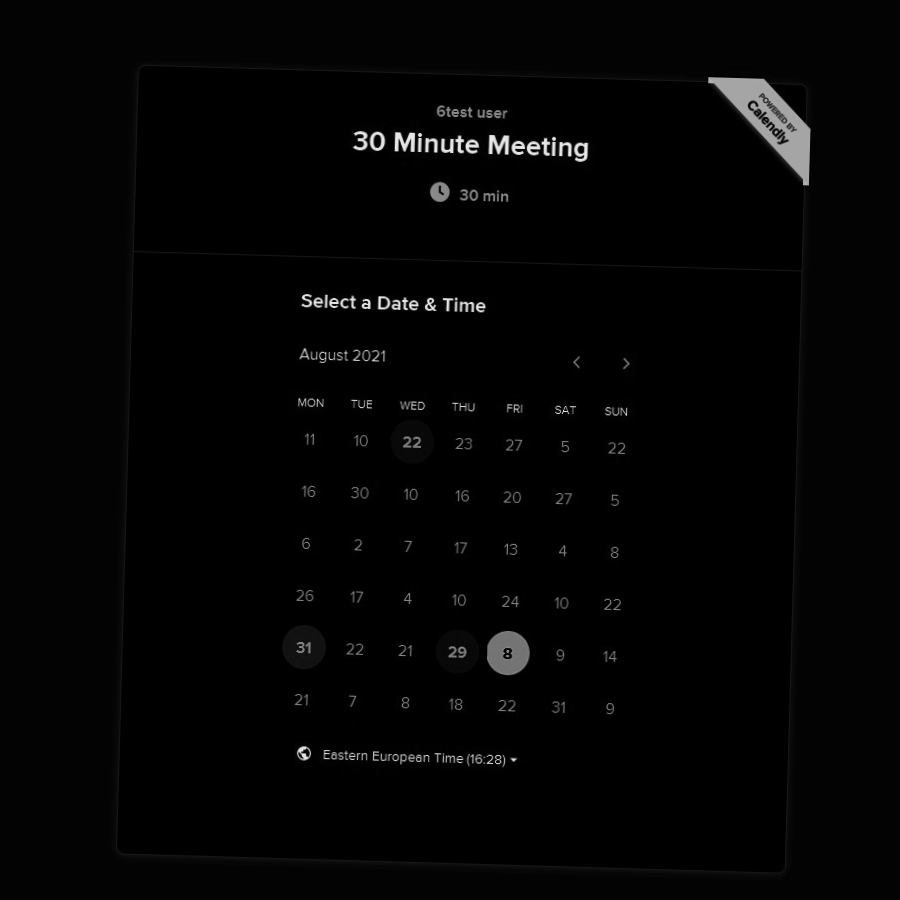 POWERED BY
Calendly
6test user
30 Minute Meeting
30 min
Select a Date & Time
August 2021
MON TUE WED THU FRI SAT SUN
11 10 22 23 27 5 22
16 30 10 16 20 27 5
6 2 7 17 13 4 8
26 17 4 10 24 10 22
31 22 21 29 8 9 14
21 7 8 18 22 31 9
Eastern European Time (16:28)